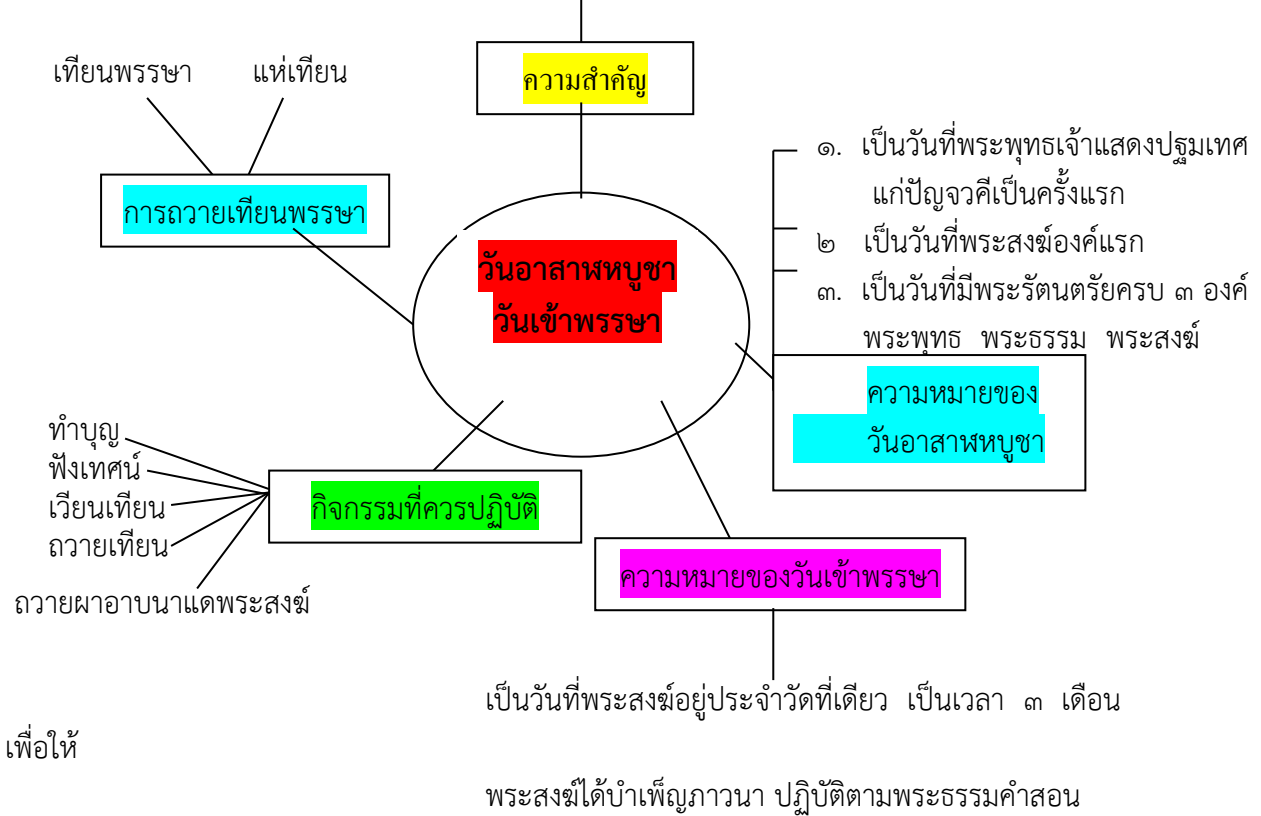 ความสำคัญ
เทียนพรรษา แห่เทียน
การถวายเทียนพรรษา
วันอาสาฬหบูชา
วันเข้าพรรษา
๑. เป็นวันที่พระพุทธเจ้าแสดงปฐมเทศ
แก่ปัญจวคีเป็นครั้งแรก
๒ เป็นวันที่พระสงฆ์องค์แรก
๓. เป็นวันที่มีพระรัตนตรัยครบ ๓ องค์
พระพุทธ พระธรรม พระสงฆ์
ความหมายของ
วันอาสาฬหบูชา
ทำบุญ
ฟังเทศน์
เวียนเทียน
ถวายเทียน
ถวายผาอาบนาแดพระสงฆ์
กิจกรรมที่ควรปฏิบัติ
ความหมายของวันเข้าพรรษา
เป็นวันที่พระสงฆ์อยู่ประจำวัดที่เดียว เป็นเวลา ๓ เดือน
เพื่อให้
พระสงฆ์ได้บำเพ็ญภาวนา ปฏิบัติตามพระธรรมคำสอน